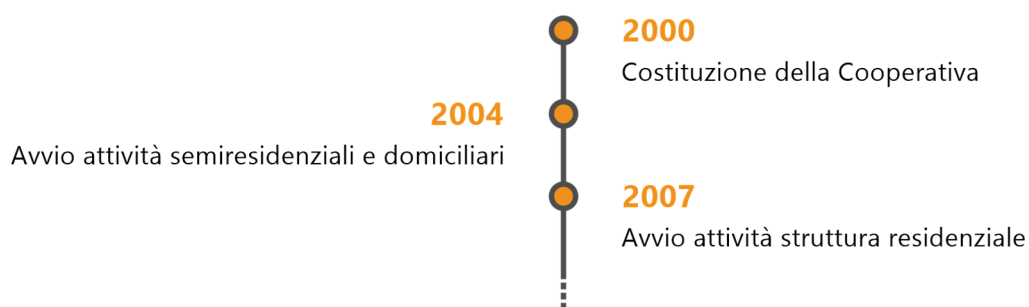 2000
Costituzione della Cooperativa
2004
Avvio attività semiresidenziali e domiciliari
2007
Avvio attività struttura residenziale